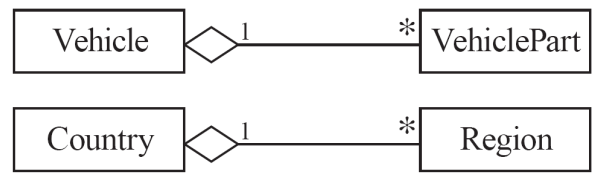 Vehicle 1 * VehiclePart
Country 1 * Region